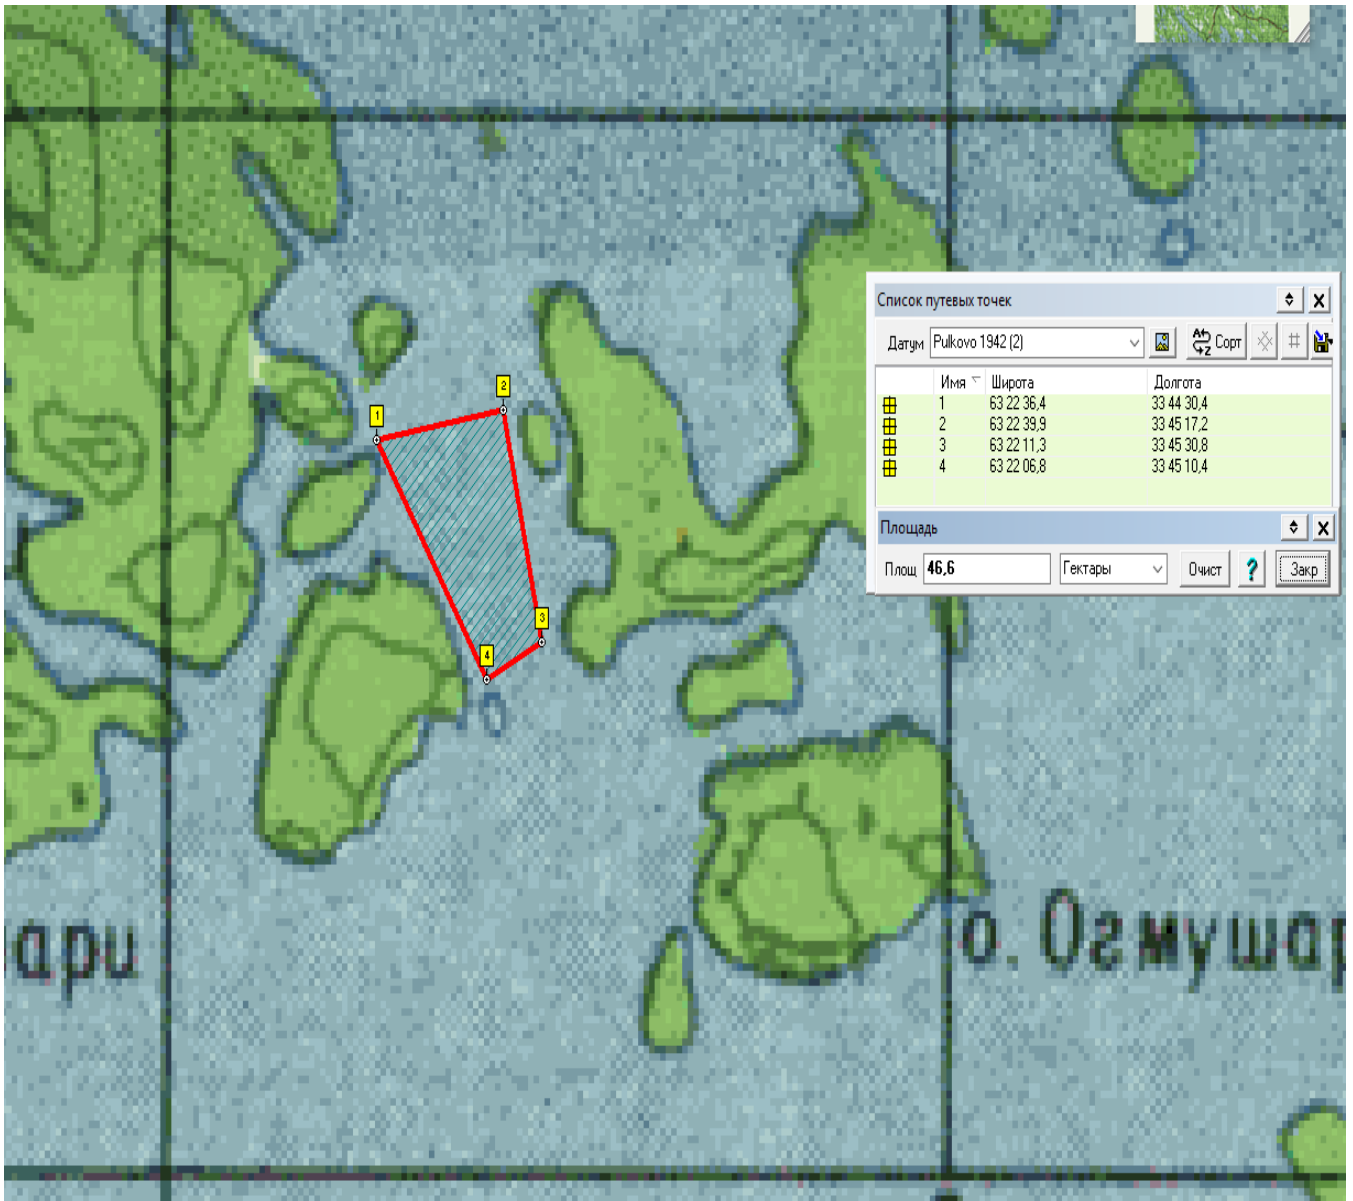 Список путевых точек
Датум Pulkovo 1942 (2) Сорт
Имя Широта Долгота
1 63 22 36,4 33 44 30,4
2 63 22 39,9 33 45 17,2
3 63 22 11,3 33 45 30,8
4 63 22 06,8 33 45 10,4
Площадь
Площ 46,6 Гектары Очист ? Закр
2
1
3
4
ари
о. Огмушар